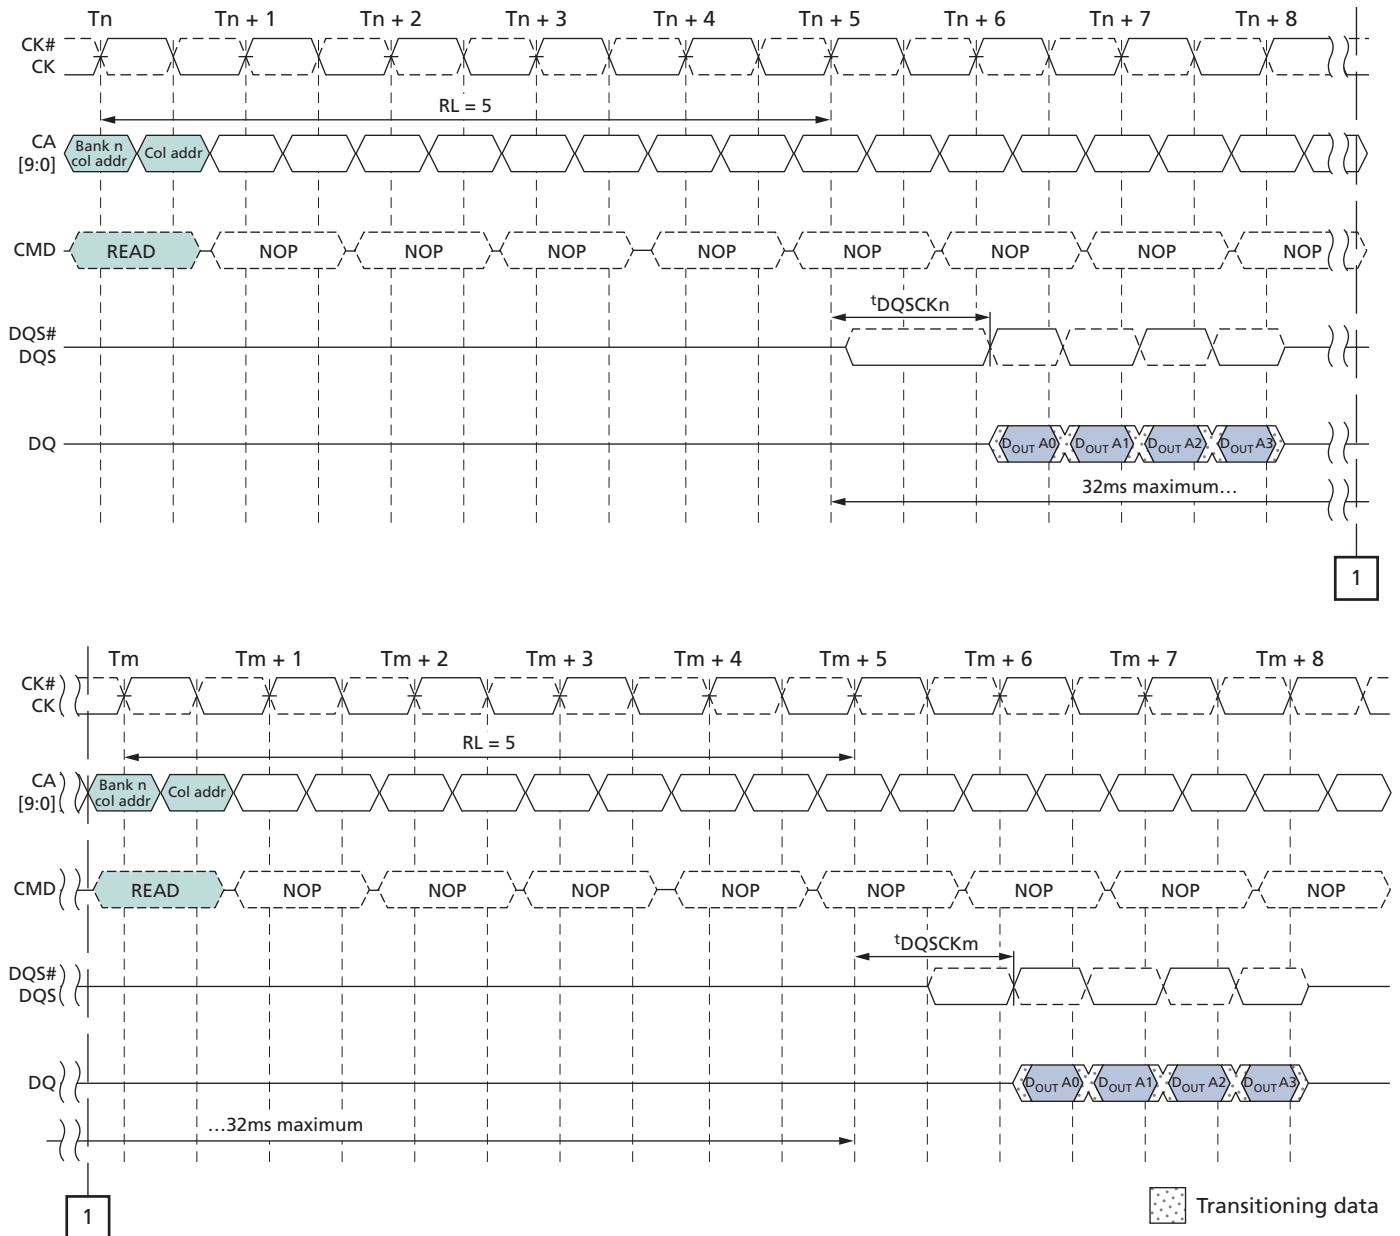 Tn Tn + 1 Tn + 2 Tn + 3 Tn + 4 Tn + 5 Tn + 6 Tn + 7 Tn + 8
CK#
CK
RL = 5
CA
[9:0]
Bank n
col addr
Col addr
CMD READ NOP NOP NOP NOP NOP NOP NOP NOP
tDQSCKn
DQS#
DQS
DQ DOUT A0 DOUT A1 DOUT A2 DOUT A3
32ms maximum…
1
Tm Tm + 1 Tm + 2 Tm + 3 Tm + 4 Tm + 5 Tm + 6 Tm + 7 Tm + 8
CK#
CK
RL = 5
CA
[9:0]
Bank n
col addr
Col addr
CMD READ NOP NOP NOP NOP NOP NOP NOP NOP
tDQSCKm
DQS#
DQS
DQ DOUT A0 DOUT A1 DOUT A2 DOUT A3
…32ms maximum
1
Transitioning data